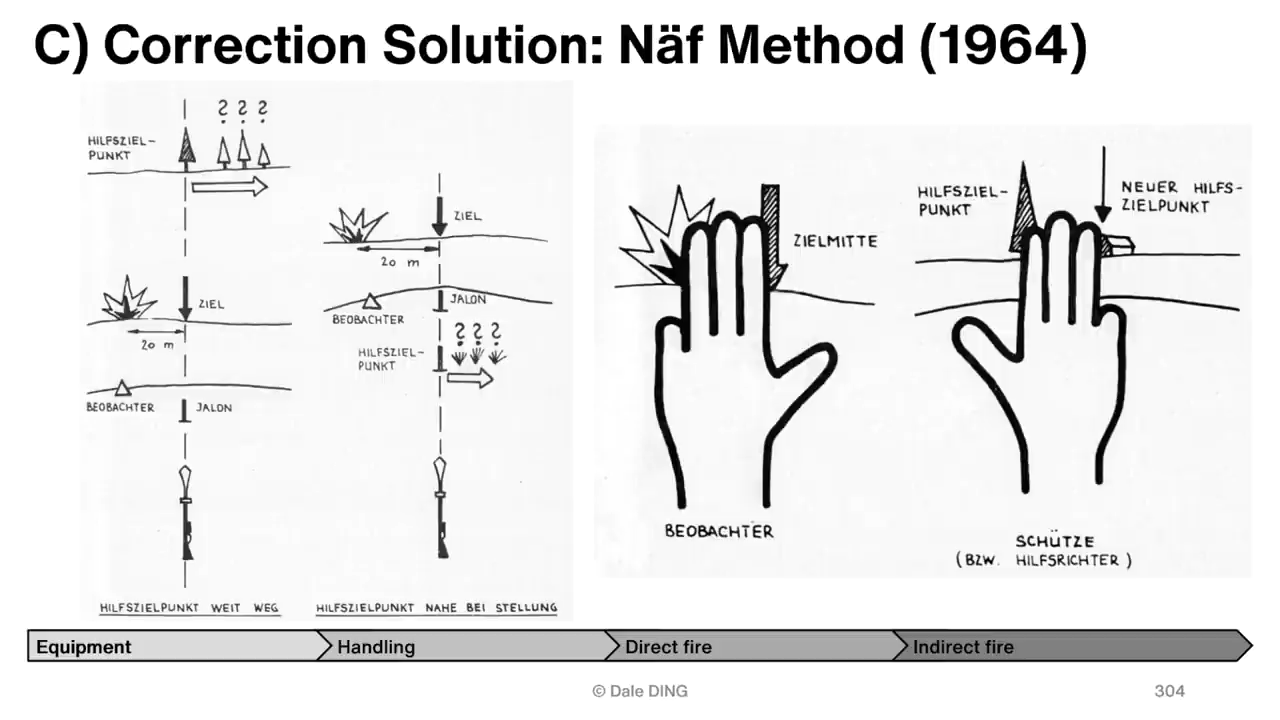 C) Correction Solution: Näf Method (1964)
? ? ?
HILFSZIEL-
PUNKT
ZIEL
20 m
BEOBACHTER
JALON
HILFSZIELPUNKT WEIT WEG
ZIEL
20 m
JALON
BEOBACHTER
? ? ?
HILFSZIEL-
PUNKT
HILFSZIELPUNKT NAHE BEI STELLUNG
ZIELMITTE
BEOBACHTER
HILFSZIEL-
PUNKT
NEUER HILFS-
ZIELPUNKT
SCHÜTZE
(BZW. HILFSRICHTER)
Equipment
Handling
Direct fire
Indirect fire
© Dale DING
304